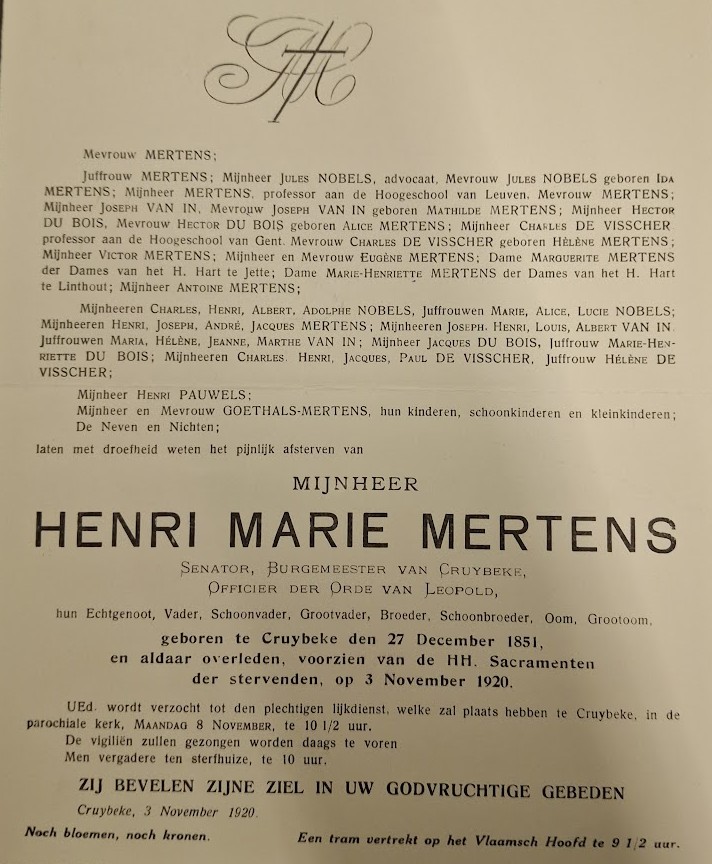 Mevrouw MERTENS;
Juffrouw MERTENS; Mijnheer JULES NOBELS, advocaat, Mevrouw JULES NOBELS geboren IDA
MERTENS; Mijnheer MERTENS, professor aan de Hoogeschool van Leuven, Mevrouw MERTENS;
Mijnheer JOSEPH VAN IN, Mevrouw JOSEPH VAN IN geboren MATHILDE MERTENS; Mijnheer HECTOR
DU BOIS, Mevrouw HECTOR DU BOIS geboren ALICE MERTENS; Mijnheer CHARLES DE VISSCHER
professor aan de Hoogeschool van Gent. Mevrouw CHARLES DE VISSCHER geboren HÉLÈNE MERTENS;
Mijnheer VICTOR MERTENS; Mijnheer en Mevrouw EUGÈNE MERTENS; Dame MARGUERITE MERTENS
der Dames van het H. Hart te Jette; Dame MARIE-HENRIETTE MERTENS der Dames van het H. Hart
te Linthout; Mijnheer ANTOINE MERTENS;
Mijnheeren CHARLES, HENRI, ALBERT, ADOLPHE NOBELS, Juffrouwen MARIE, ALICE, LUCIE NOBELS;
Mijnheeren HENRI, JOSEPH, ANDRÉ, JACQUES MERTENS; Mijnheeren JOSEPH, HENRI, LOUIS, ALBERT VAN IN.
Juffrouwen MARIA, HÉLÈNE, JEANNE, MARTHE VAN IN; Mijnheer JACQUES DU BOIS, Juffrouw MARIE-HEN-
RIETTE DU BOIS; Mijnheeren CHARLES. HENRI, JACQUES, PAUL DE VISSCHER, Juffrouw HÉLÈNE DE
VISSCHER;
Mijnheer HENRI PAUWELS;
Mijnheer en Mevrouw GOETHALS-MERTENS, hun kinderen, schoonkinderen en kleinkinderen;
De Neven en Nichten;
laten met droefheid weten het pijnlijk afsterven van
MIJNHEER
HENRI MARIE MERTENS
SENATOR, BURGEMEESTER VAN CRUYBEKE,
OFFICIER DER ORDE VAN LEOPOLD,
hun Echtgenoot, Vader, Schoonvader, Grootvader, Broeder, Schoonbroeder, Oom, Grootoom,
geboren te Cruybeke den 27 December 1851,
en aldaar overleden, voorzien van de HH. Sacramenten
der stervenden, op 3 November 1920.
UEd. wordt verzocht tot den plechtigen lijkdienst, welke zal plaats hebben te Cruybeke, in de
parochiale kerk, MAANDAG 8 NOVEMBER, te 10 1/2 uur.
De vigiliën zullen gezongen worden daags te voren
Men vergadere ten sterfhuize, te 10 uur.
ZIJ BEVELEN ZIJNE ZIEL IN UW GODVRUCHTIGE GEBEDEN
Cruybeke, 3 November 1920.
Noch bloemen, noch kronen. Een tram vertrekt op het Vlaamsch Hoofd te 9 1/2 uur.